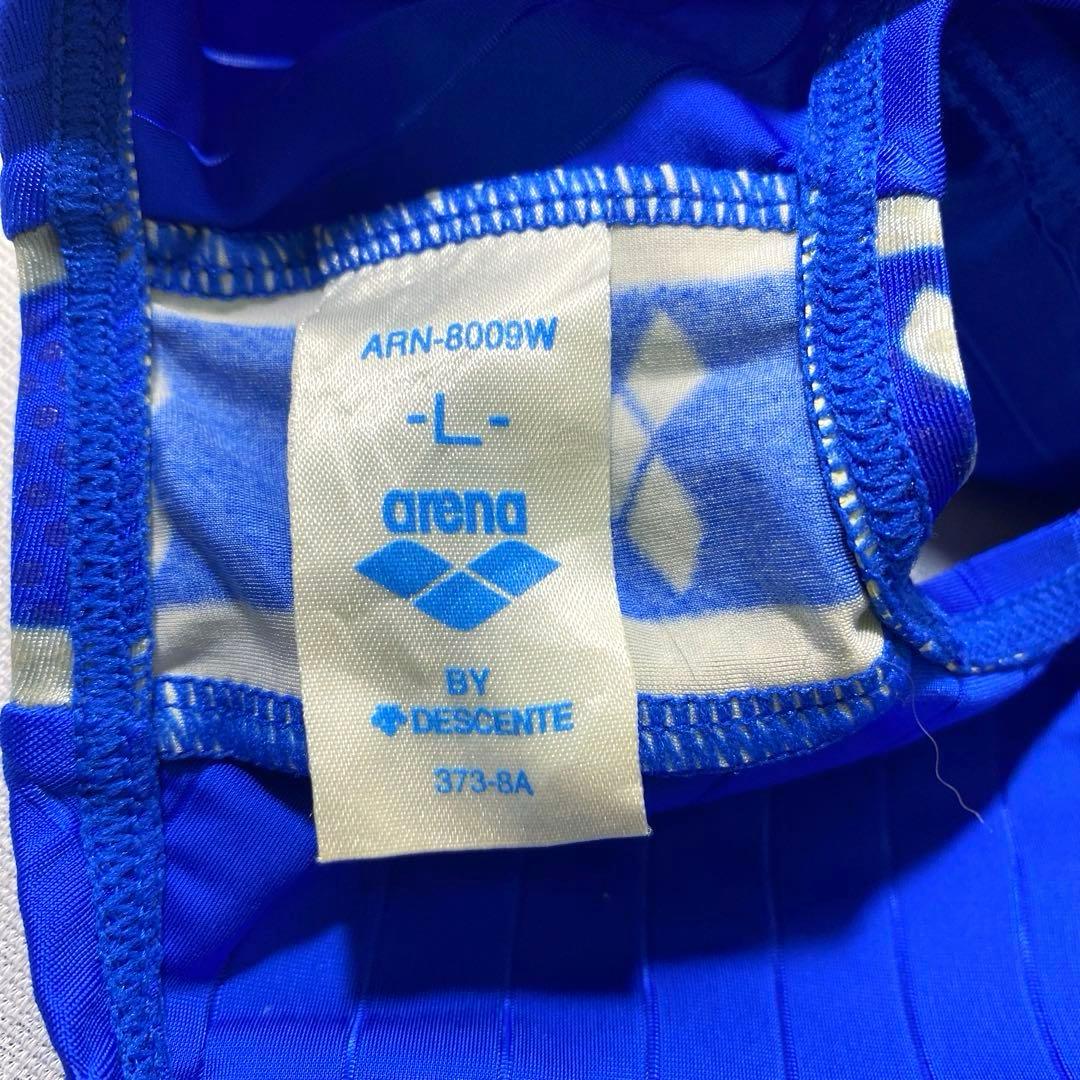 ARN-8009W
-L-
arena
BY
DESCENTE
373-8A